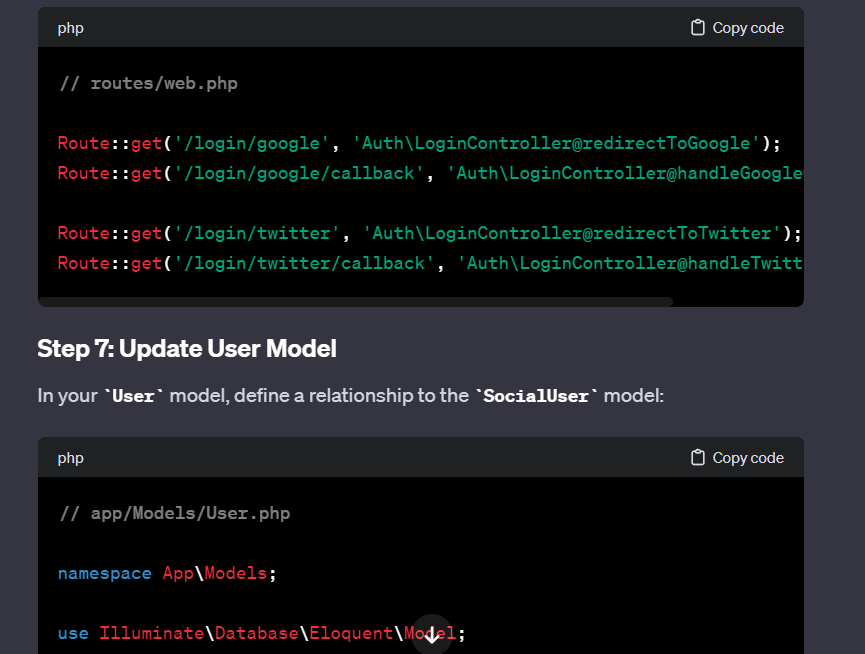 php
Copy code
// routes/web.php
Route::get('/login/google', 'Auth\LoginController@redirectToGoogle');
Route::get('/login/google/callback', 'Auth\LoginController@handleGoogle
Route::get('/login/twitter', 'Auth\LoginController@redirectToTwitter');
Route::get('/login/twitter/callback', 'Auth\LoginController@handleTwitt
Step 7: Update User Model
In your `User` model, define a relationship to the `SocialUser` model:
php
Copy code
// app/Models/User.php
namespace App\Models;
use Illuminate\Database\Eloquent\Model;